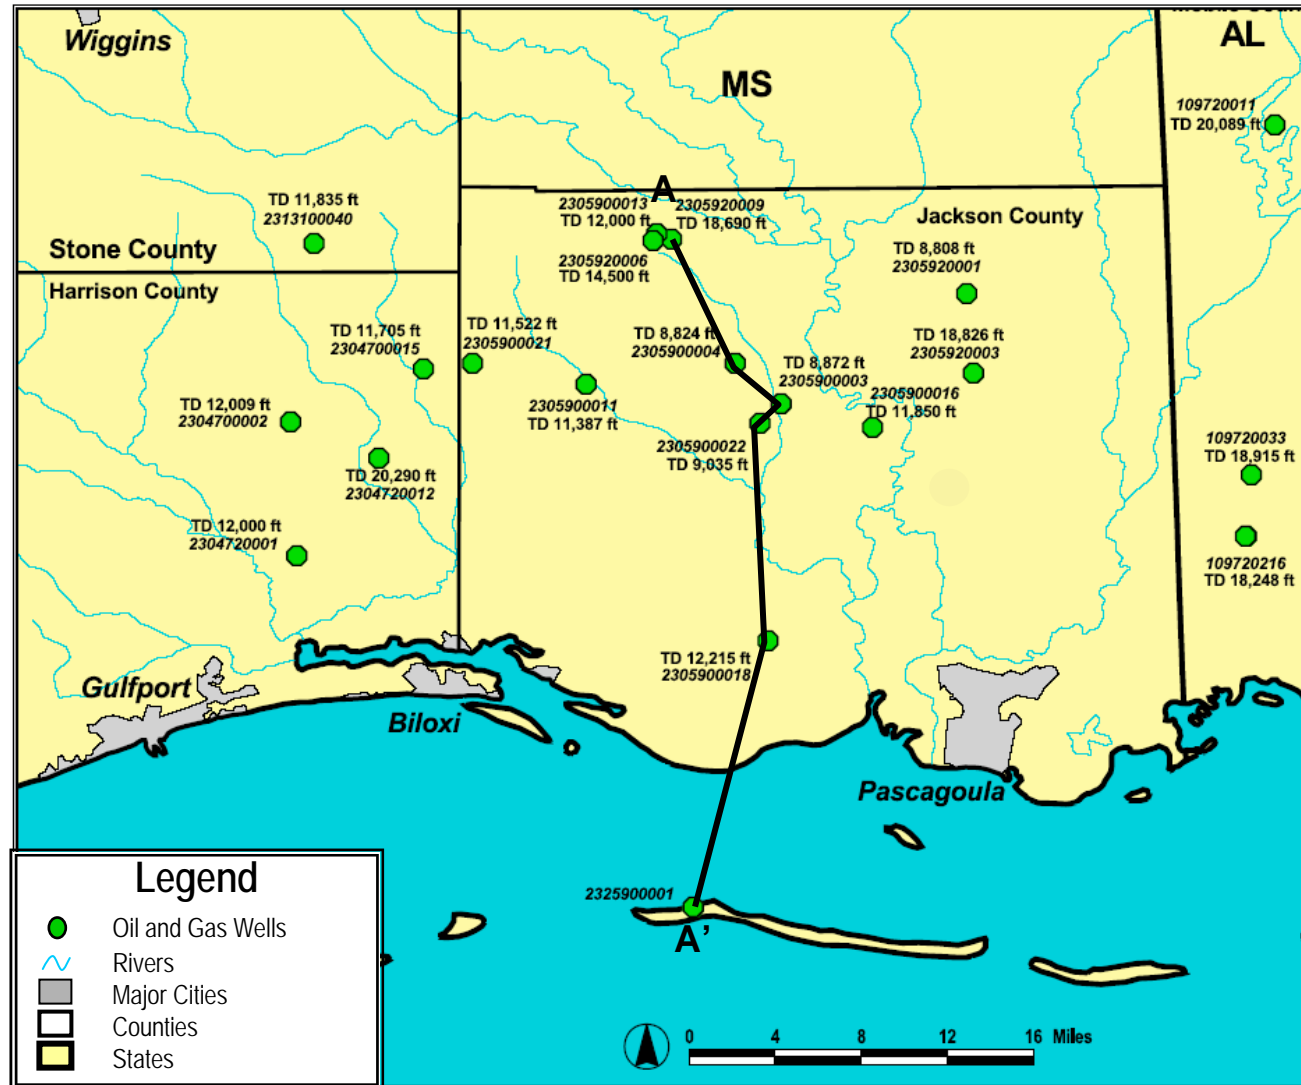 Mobile County
Wiggins
AL
MS
109720011
TD 20,089 ft
TD 11,835 ft
2313100040
A
2305900013
TD 12,000 ft
2305920009
TD 18,690 ft
Jackson County
Stone County
TD 8,808 ft
2305920001
2305920006
TD 14,500 ft
Harrison County
TD 11,705 ft
2304700015
TD 11,522 ft
2305900021
TD 8,824 ft
2305900004
TD 18,826 ft
2305920003
TD 8,872 ft
2305900003
2305900016
TD 11,850 ft
TD 12,009 ft
2304700002
2305900011
TD 11,387 ft
2305900022
TD 9,035 ft
109720033
TD 18,915 ft
TD 20,290 ft
2304720012
TD 12,000 ft
2304720001
109720216
TD 18,248 ft
TD 12,215 ft
2305900018
Gulfport
Biloxi
Pascagoula
2325900001
A'
Legend
Oil and Gas Wells
Rivers
Major Cities
Counties
States
0 4 8 12 16 Miles